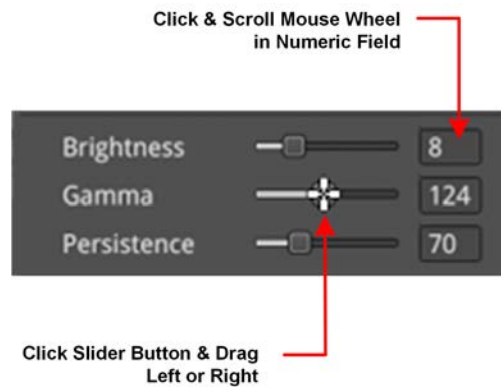 Click & Scroll Mouse Wheel
in Numeric Field
Brightness 8
Gamma 124
Persistence 70
Click Slider Button & Drag
Left or Right